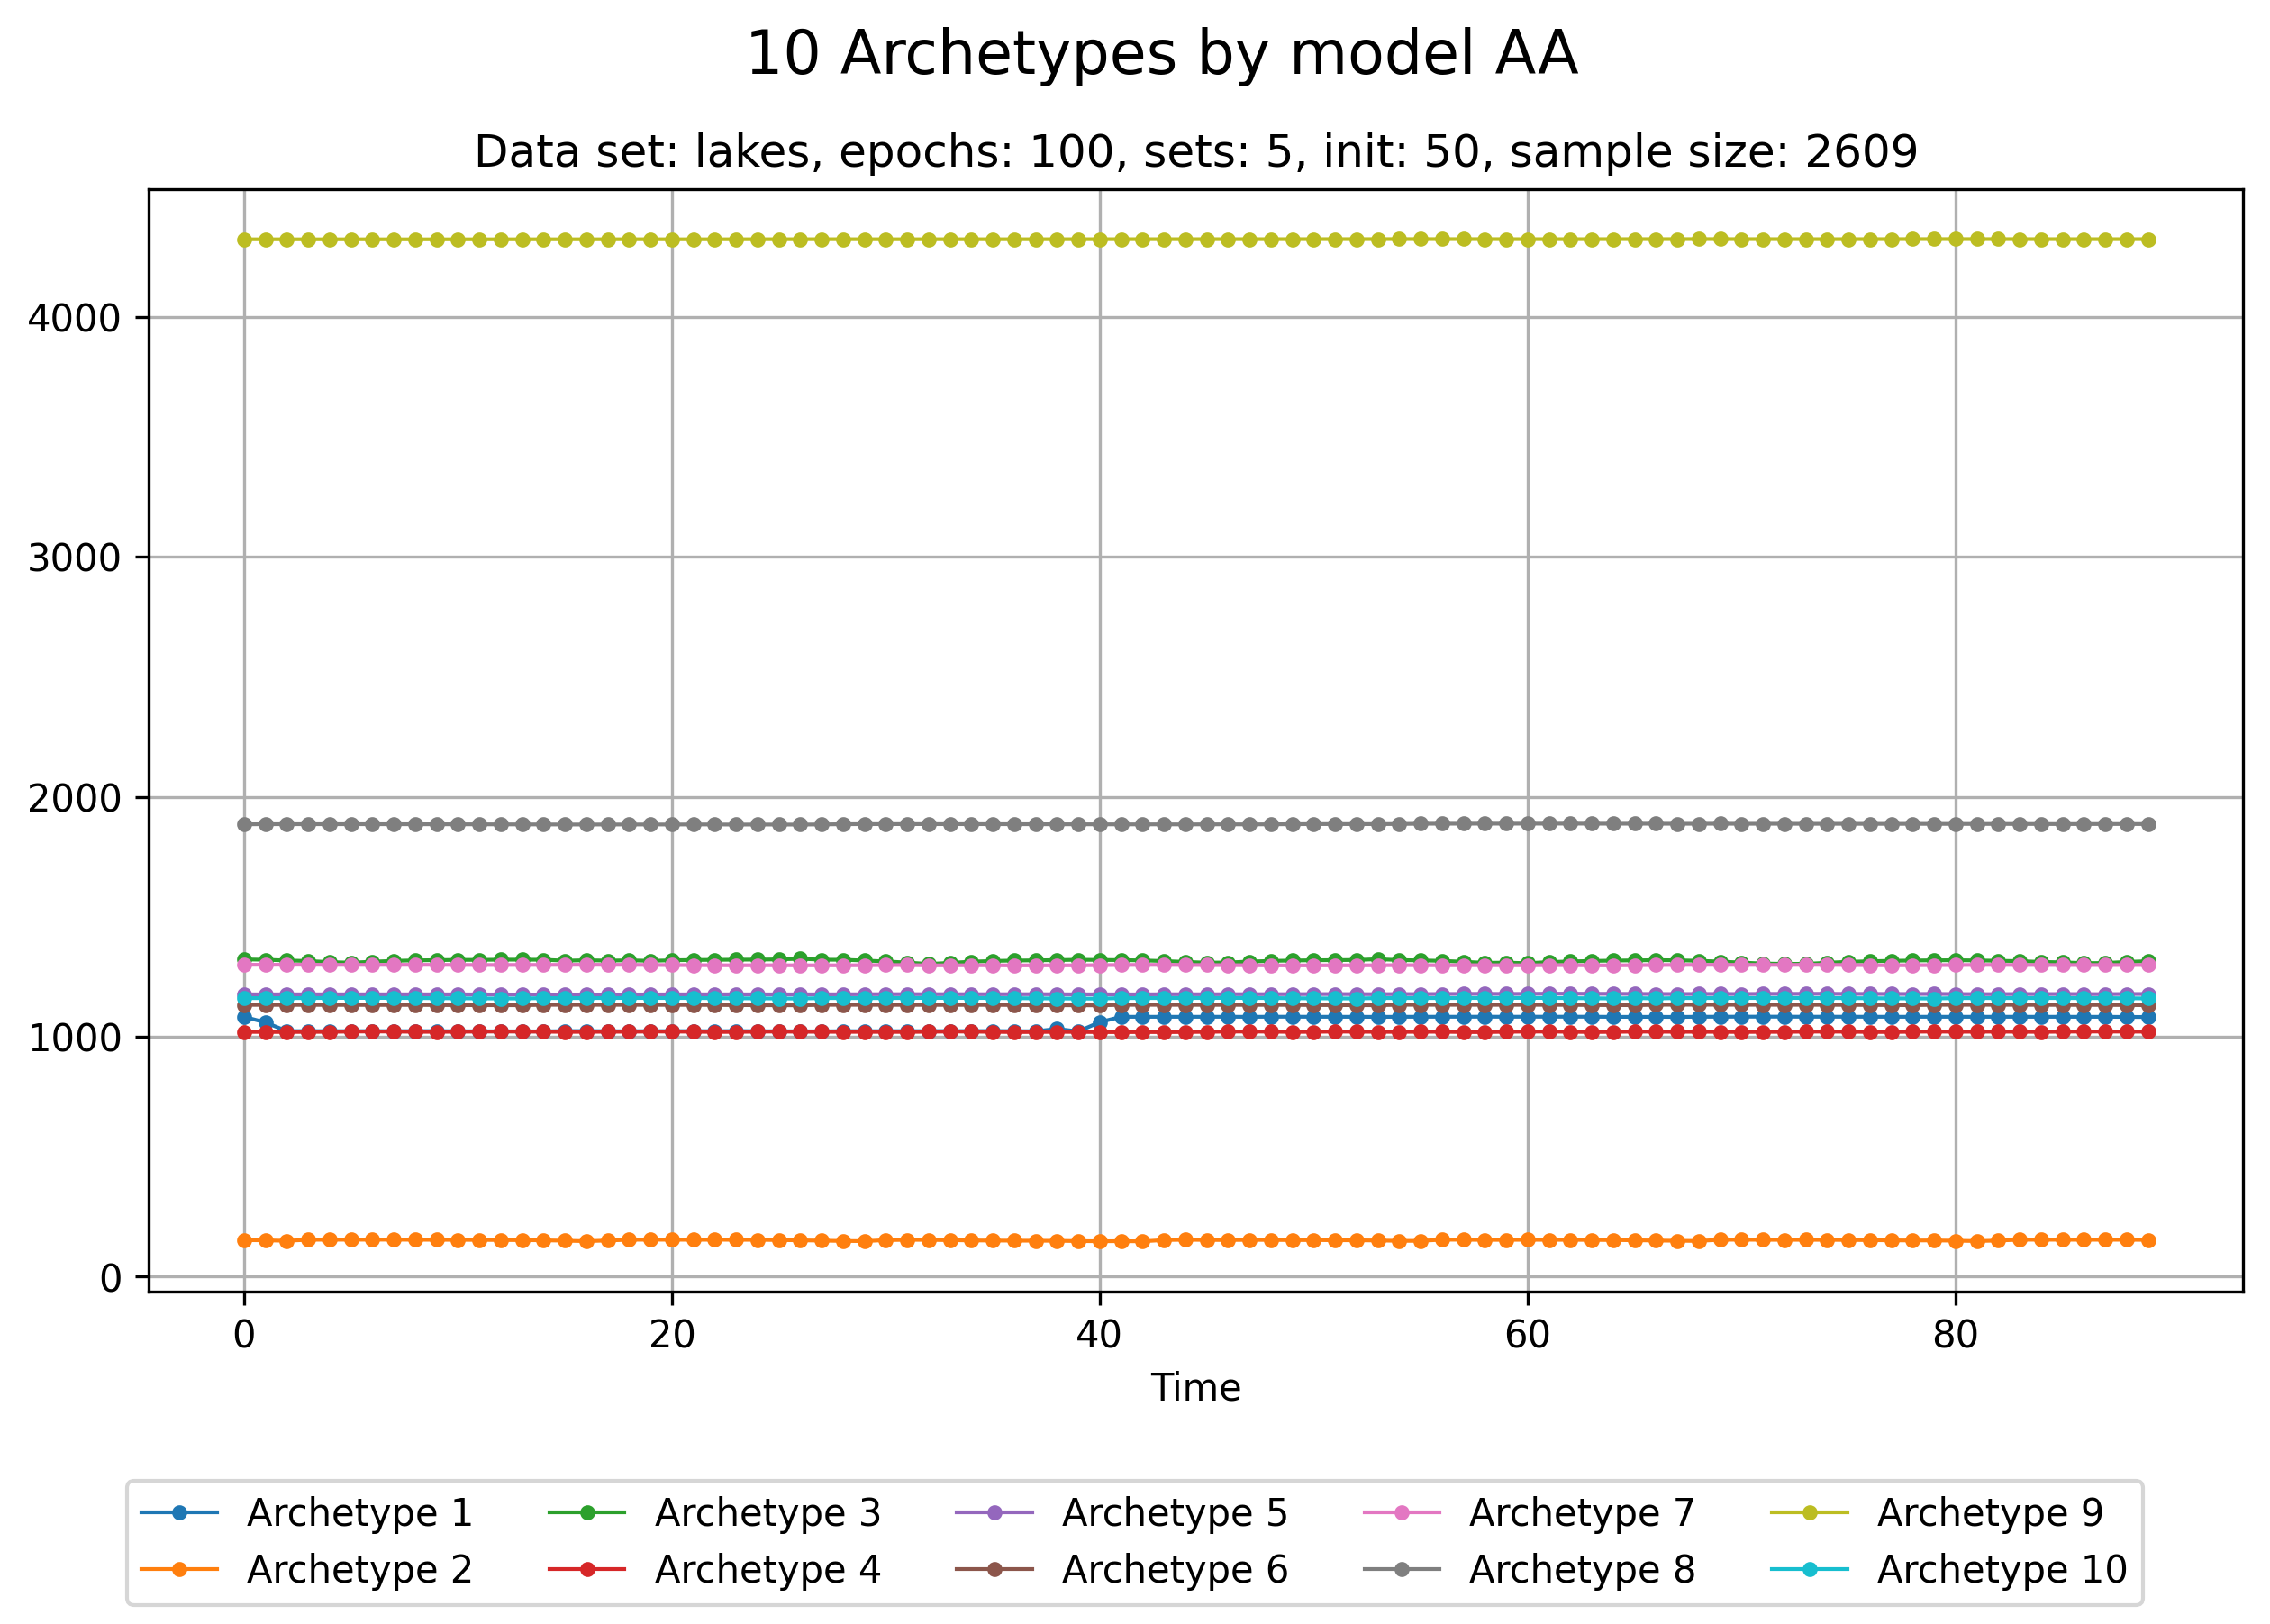 10 Archetypes by model AA
Data set: lakes, epochs: 100, sets: 5, init: 50, sample size: 2609
4000
3000
2000
1000
0
0 20 40 60 80
Time
Archetype 1 Archetype 3 Archetype 5 Archetype 7 Archetype 9
Archetype 2 Archetype 4 Archetype 6 Archetype 8 Archetype 10